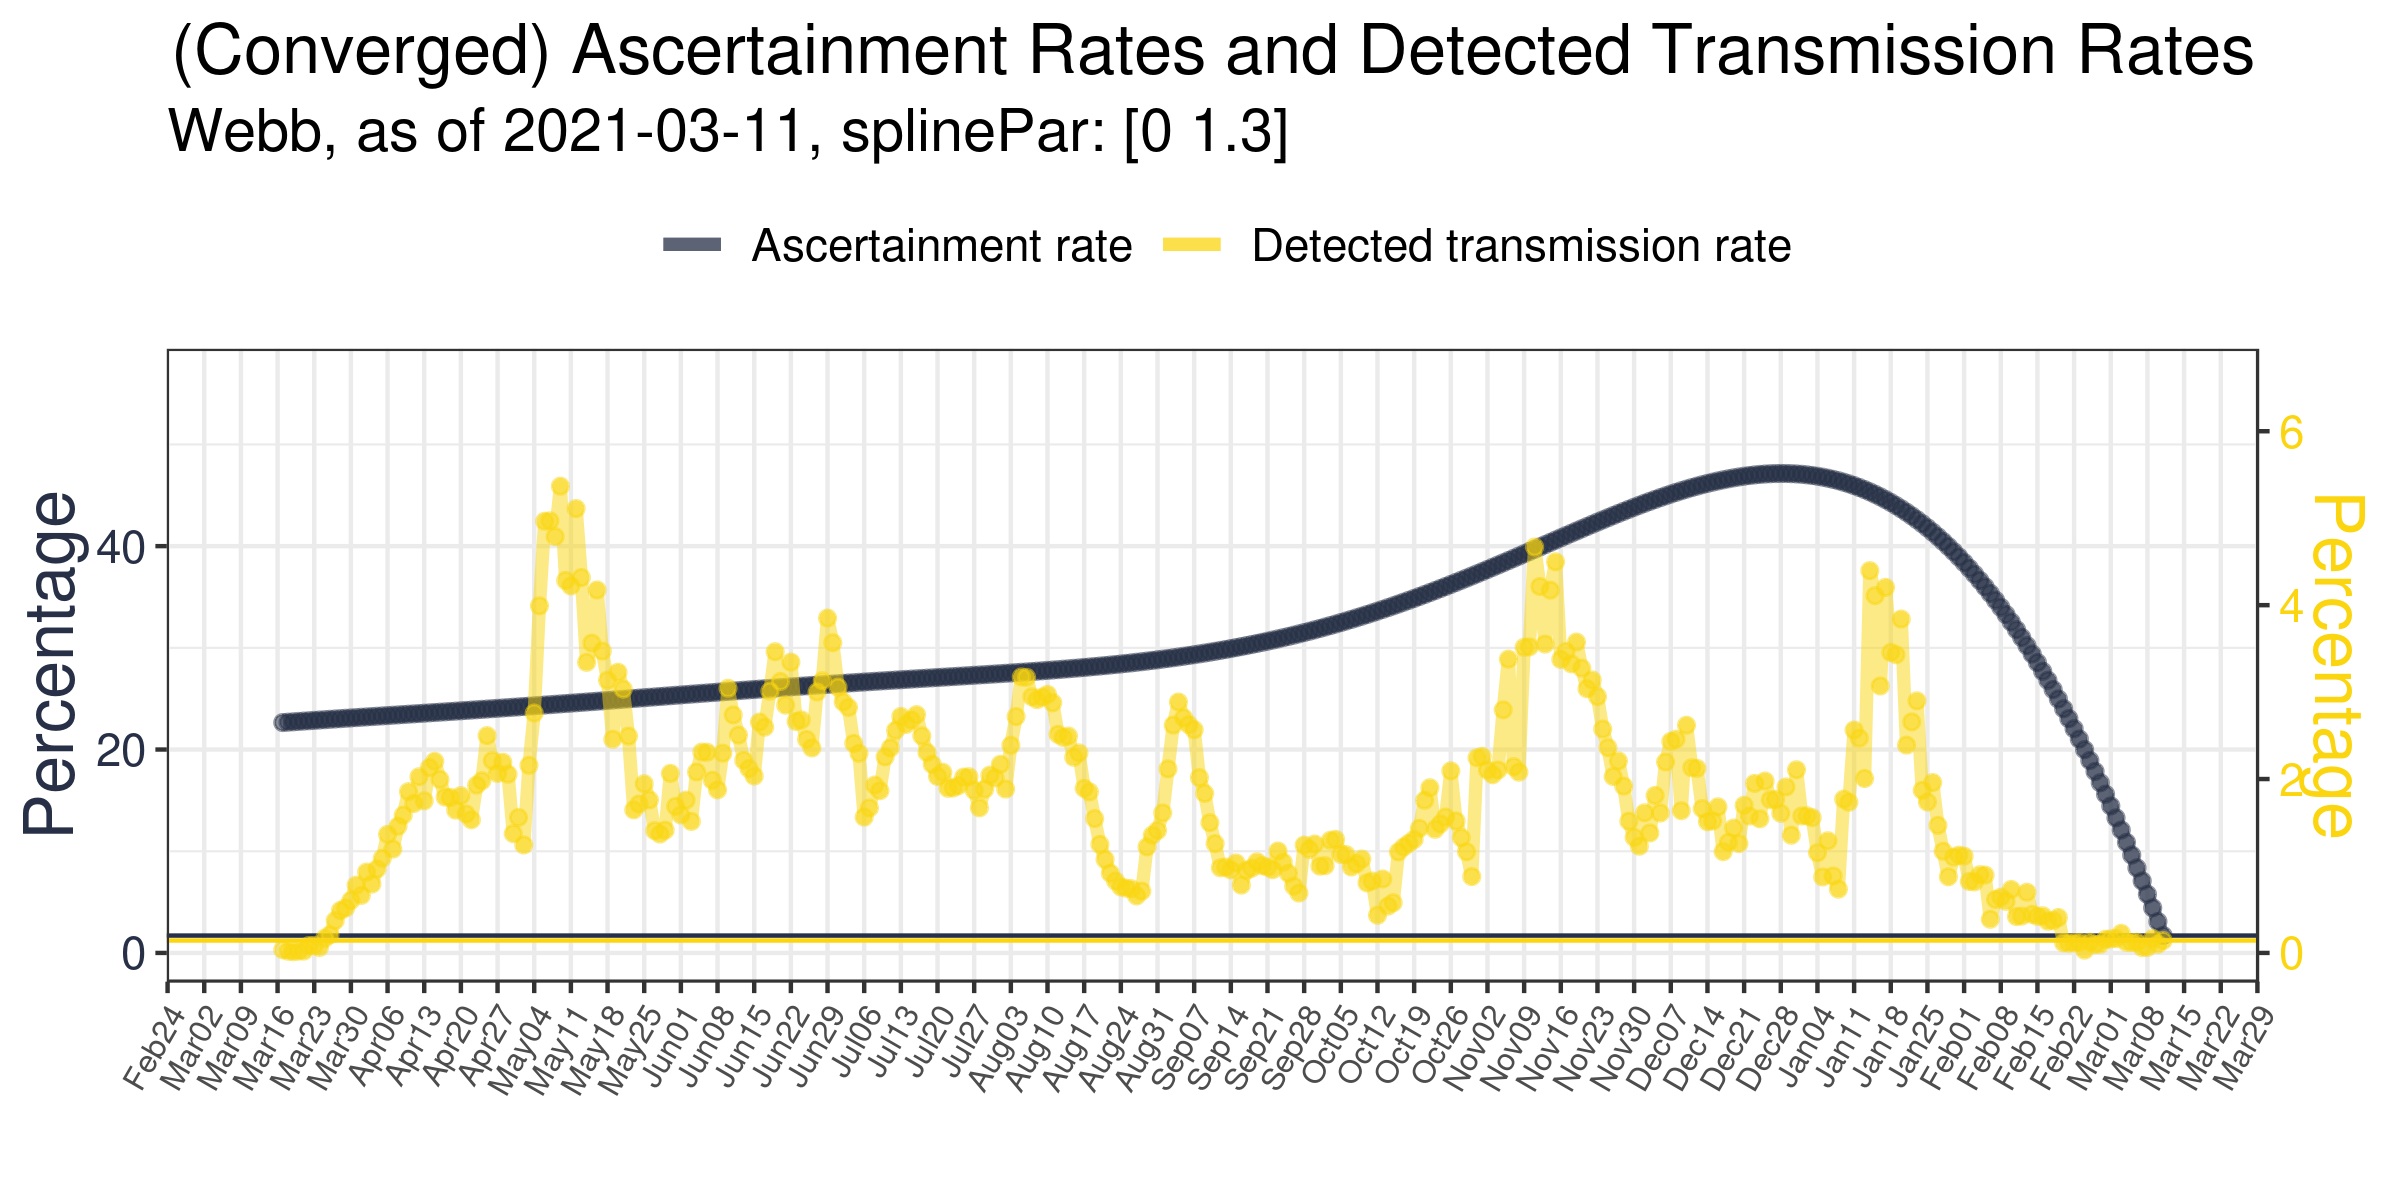 (Converged) Ascertainment Rates and Detected Transmission Rates
Webb, as of 2021-03-11, splinePar: [0 1.3]
Ascertainment rate Detected transmission rate
Percentage
40
20
0
6
4
2
0
Percentage
Feb24 Mar02 Mar09 Mar16 Mar23 Mar30 Apr06 Apr13 Apr20 Apr27 May04 May11 May18 May25 Jun01 Jun08 Jun15 Jun22 Jun29 Jul06 Jul13 Jul20 Jul27 Aug03 Aug10 Aug17 Aug24 Aug31 Sep07 Sep14 Sep21 Sep28 Oct05 Oct12 Oct19 Oct26 Nov02 Nov09 Nov16 Nov23 Nov30 Dec07 Dec14 Dec21 Dec28 Jan04 Jan11 Jan18 Jan25 Feb01 Feb08 Feb15 Feb22 Mar01 Mar08 Mar15 Mar22 Mar29